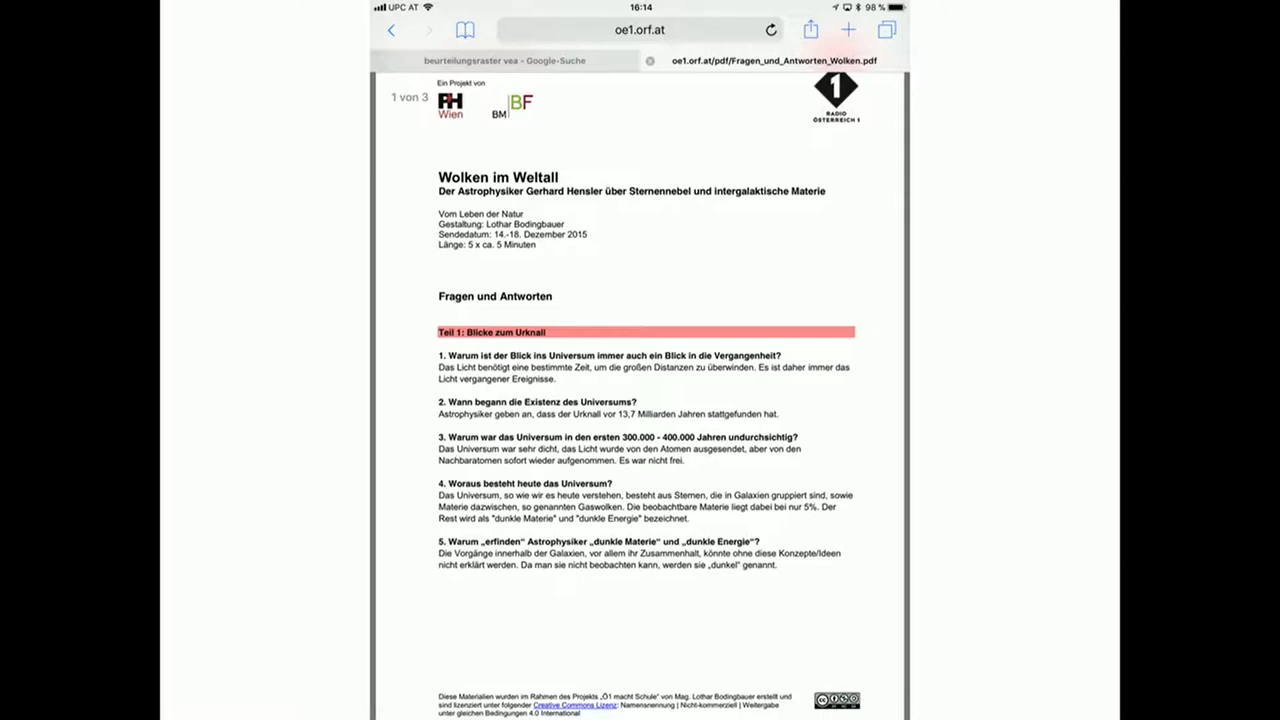 UPC AT 16:14 98 %
oe1.orf.at
beurteilungsraster vea - Google-Suche
oe1.orf.at/pdf/Fragen_und_Antworten_Wolken.pdf
1 von 3
Ein Projekt von
PH
Wien
BM BF
1
RADIO
ÖSTERREICH 1
Wolken im Weltall
Der Astrophysiker Gerhard Hensler über Sternennebel und intergalaktische Materie
Vom Leben der Natur
Gestaltung: Lothar Bodingbauer
Sendedatum: 14.-18. Dezember 2015
Länge: 5 x ca. 5 Minuten
Fragen und Antworten
Teil 1: Blicke zum Urknall
1. Warum ist der Blick ins Universum immer auch ein Blick in die Vergangenheit?
Das Licht benötigt eine bestimmte Zeit, um die großen Distanzen zu überwinden. Es ist daher immer das
Licht vergangener Ereignisse.
2. Wann begann die Existenz des Universums?
Astrophysiker geben an, dass der Urknall vor 13,7 Milliarden Jahren stattgefunden hat.
3. Warum war das Universum in den ersten 300.000 - 400.000 Jahren undurchsichtig?
Das Universum war sehr dicht, das Licht wurde von den Atomen ausgesendet, aber von den
Nachbaratomen sofort wieder aufgenommen. Es war nicht frei.
4. Woraus besteht heute das Universum?
Das Universum, so wie wir es heute verstehen, besteht aus Sternen, die in Galaxien gruppiert sind, sowie
Materie dazwischen, so genannten Gaswolken. Die beobachtbare Materie liegt dabei bei nur 5%. Der
Rest wird als "dunkle Materie" und "dunkle Energie" bezeichnet.
5. Warum „erfinden“ Astrophysiker „dunkle Materie“ und „dunkle Energie“?
Die Vorgänge innerhalb der Galaxien, vor allem ihr Zusammenhalt, könnte ohne diese Konzepte/Ideen
nicht erklärt werden. Da man sie nicht beobachten kann, werden sie „dunkel“ genannt.
Diese Materialien wurden im Rahmen des Projekts „Ö1 macht Schule“ von Mag. Lothar Bodingbauer erstellt und
sind lizenziert unter folgender Creative Commons Lizenz: Namensnennung | Nicht-kommerziell | Weitergabe
unter gleichen Bedingungen 4.0 International